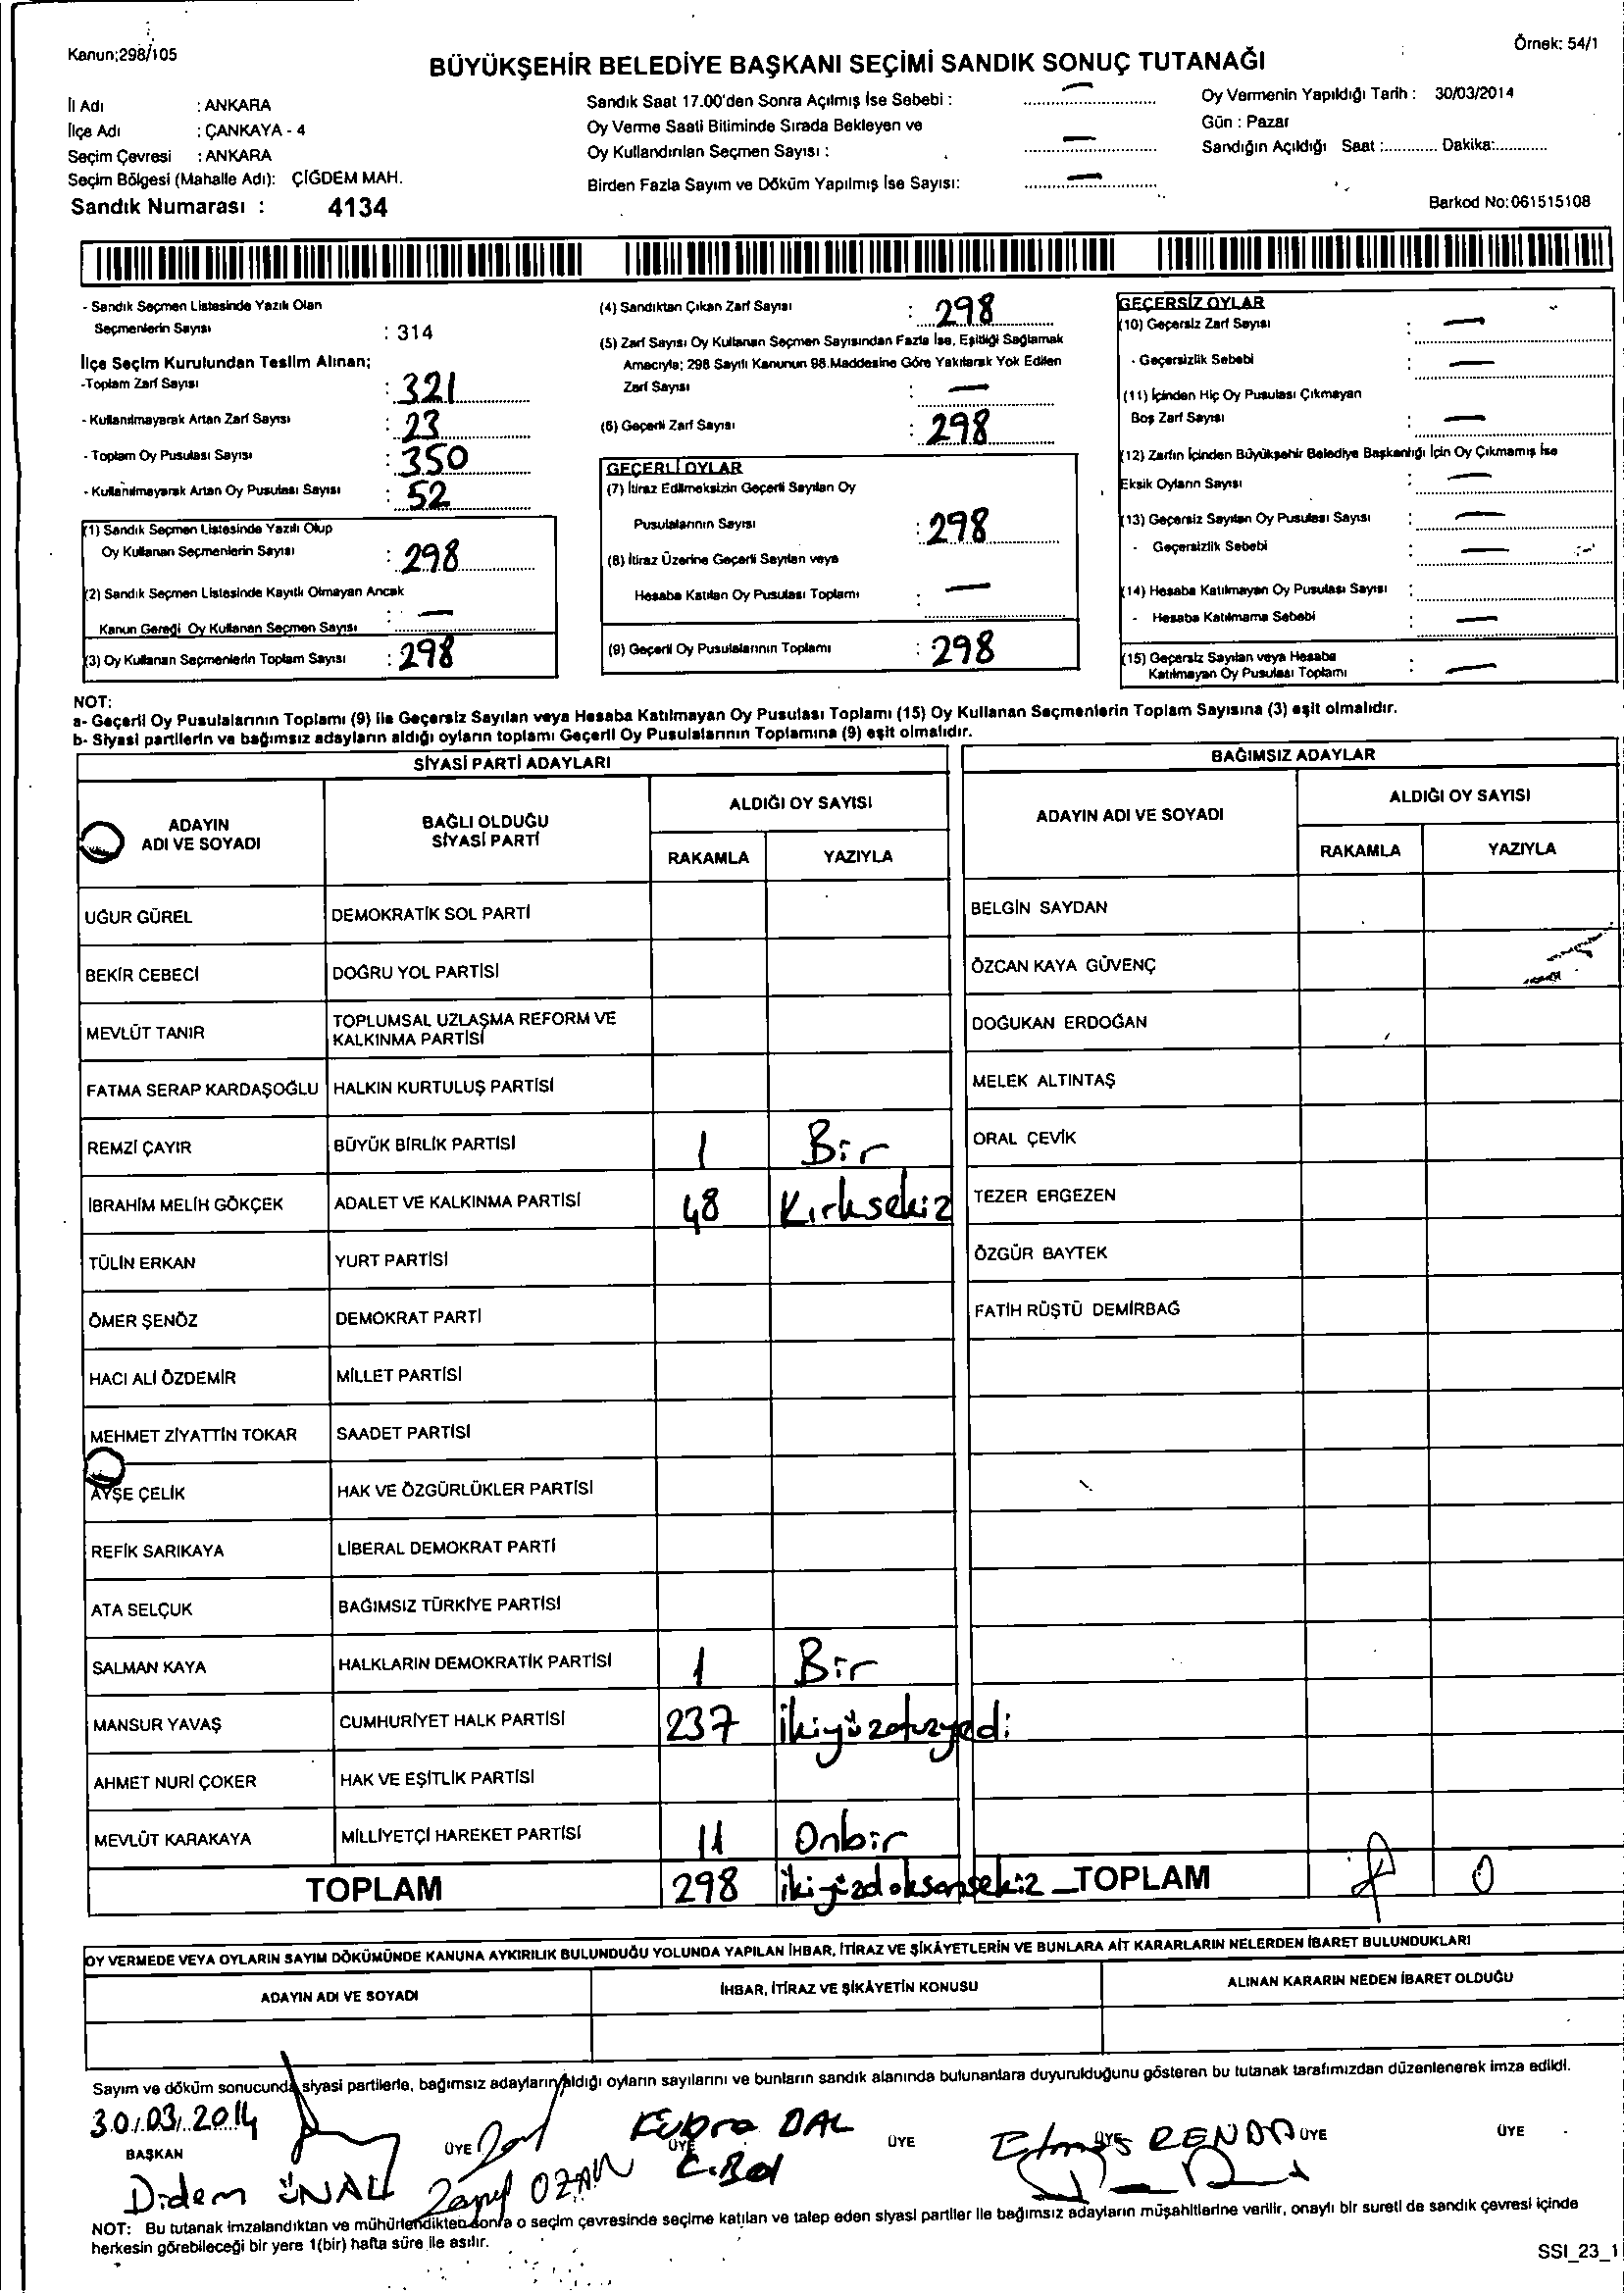 Kanun;298/105
Örnek: 54/1
BÜYÜKŞEHİR BELEDİYE BAŞKANI SEÇİMİ SANDIK SONUÇ TUTANAĞI
İl Adı : ANKARA
İlçe Adı : ÇANKAYA - 4
Seçim Çevresi : ANKARA
Seçim Bölgesi (Mahalle Adı): ÇİĞDEM MAH.
Sandık Numarası : 4134
Sandık Saat 17.00'den Sonra Açılmış İse Sebebi : —
Oy Verme Saati Bitiminde Sırada Bekleyen ve
Oy Kullandırılan Seçmen Sayısı : —
Birden Fazla Sayım ve Döküm Yapılmış İse Sayısı: —
Oy Vermenin Yapıldığı Tarih : 30/03/2014
Gün : Pazar
Sandığın Açıldığı Saat :............ Dakika:............
Barkod No:061515108
- Sandık Seçmen Listesinde Yazılı Olan
Seçmenlerin Sayısı : 314
İlçe Seçim Kurulundan Teslim Alınan;
-Toplam Zarf Sayısı : 321
- Kullanılmayarak Artan Zarf Sayısı : 23
- Toplam Oy Pusulası Sayısı : 350
- Kullanılmayarak Artan Oy Pusulası Sayısı : 52
(1) Sandık Seçmen Listesinde Yazılı Olup
Oy Kullanan Seçmenlerin Sayısı : 298
(2) Sandık Seçmen Listesinde Kayıtlı Olmayan Ancak
Kanun Gereği Oy Kullanan Seçmen Sayısı : —
(3) Oy Kullanan Seçmenlerin Toplam Sayısı : 298
(4) Sandıktan Çıkan Zarf Sayısı : 298
(5) Zarf Sayısı Oy Kullanan Seçmen Sayısından Fazla İse, Eşitliği Sağlamak
Amacıyla; 298 Sayılı Kanunun 98.Maddesine Göre Yakılarak Yok Edilen
Zarf Sayısı : —
(6) Geçerli Zarf Sayısı : 298
GEÇERLİ OYLAR
(7) İtiraz Edilmeksizin Geçerli Sayılan Oy
Pusulalarının Sayısı : 298
(8) İtiraz Üzerine Geçerli Sayılan veya
Hesaba Katılan Oy Pusulası Toplamı : —
(9) Geçerli Oy Pusulalarının Toplamı : 298
GEÇERSİZ OYLAR
(10) Geçersiz Zarf Sayısı : —
- Geçersizlik Sebebi : —
(11) İçinden Hiç Oy Pusulası Çıkmayan
Boş Zarf Sayısı : —
(12) Zarfın İçinden Büyükşehir Belediye Başkanlığı İçin Oy Çıkmamış İse
Eksik Oyların Sayısı : —
(13) Geçersiz Sayılan Oy Pusulası Sayısı : —
- Geçersizlik Sebebi : —
(14) Hesaba Katılmayan Oy Pusulası Sayısı :
- Hesaba Katılmama Sebebi : —
(15) Geçersiz Sayılan veya Hesaba
Katılmayan Oy Pusulası Toplamı : —
NOT:
a- Geçerli Oy Pusulalarının Toplamı (9) ile Geçersiz Sayılan veya Hesaba Katılmayan Oy Pusulası Toplamı (15) Oy Kullanan Seçmenlerin Toplam Sayısına (3) eşit olmalıdır.
b- Siyasi partilerin ve bağımsız adayların aldığı oyların toplamı Geçerli Oy Pusulalarının Toplamına (9) eşit olmalıdır.
SİYASİ PARTİ ADAYLARI
ADAYIN ADI VE SOYADI BAĞLI OLDUĞU SİYASİ PARTİ ALDIĞI OY SAYISI
RAKAMLA YAZIYLA
UĞUR GÜREL DEMOKRATİK SOL PARTİ
BEKİR CEBECİ DOĞRU YOL PARTİSİ
MEVLÜT TANIR TOPLUMSAL UZLAŞMA REFORM VE KALKINMA PARTİSİ
FATMA SERAP KARDAŞOĞLU HALKIN KURTULUŞ PARTİSİ
REMZİ ÇAYIR BÜYÜK BİRLİK PARTİSİ 1 Bir
İBRAHİM MELİH GÖKÇEK ADALET VE KALKINMA PARTİSİ 48 Kırksekiz
TÜLİN ERKAN YURT PARTİSİ
ÖMER ŞENÖZ DEMOKRAT PARTİ
HACI ALİ ÖZDEMİR MİLLET PARTİSİ
MEHMET ZİYATTİN TOKAR SAADET PARTİSİ
AYŞE ÇELİK HAK VE ÖZGÜRLÜKLER PARTİSİ
REFİK SARIKAYA LİBERAL DEMOKRAT PARTİ
ATA SELÇUK BAĞIMSIZ TÜRKİYE PARTİSİ
SALMAN KAYA HALKLARIN DEMOKRATİK PARTİSİ 1 Bir
MANSUR YAVAŞ CUMHURİYET HALK PARTİSİ 237 ikiyüzotuzyedi
AHMET NURİ ÇOKER HAK VE EŞİTLİK PARTİSİ
MEVLÜT KARAKAYA MİLLİYETÇİ HAREKET PARTİSİ 11 Onbir
TOPLAM 298 ikiyüzdoksansekiz
BAĞIMSIZ ADAYLAR
ADAYIN ADI VE SOYADI ALDIĞI OY SAYISI
RAKAMLA YAZIYLA
BELGİN SAYDAN
ÖZCAN KAYA GÜVENÇ
DOĞUKAN ERDOĞAN
MELEK ALTINTAŞ
ORAL ÇEVİK
TEZER ERGEZEN
ÖZGÜR BAYTEK
FATİH RÜŞTÜ DEMİRBAĞ
TOPLAM 0
OY VERMEDE VEYA OYLARIN SAYIM DÖKÜMÜNDE KANUNA AYKIRILIK BULUNDUĞU YOLUNDA YAPILAN İHBAR, İTİRAZ VE ŞİKÂYETLERİN VE BUNLARA AİT KARARLARIN NELERDEN İBARET BULUNDUKLARI
ADAYIN ADI VE SOYADI İHBAR, İTİRAZ VE ŞİKÂYETİN KONUSU ALINAN KARARIN NEDEN İBARET OLDUĞU
Sayım ve döküm sonucunda siyasi partilerle, bağımsız adayların aldığı oyların sayılarını ve bunların sandık alanında bulunanlara duyurulduğunu gösteren bu tutanak tarafımızdan düzenlenerek imza edildi.
30/03/2014
BAŞKAN ÜYE ÜYE ÜYE ÜYE ÜYE ÜYE
Didem ÜNAL
Zeynep OZAN
Kübra DAL
Elmas RENDA
NOT: Bu tutanak imzalandıktan ve mühürlendikten sonra o seçim çevresinde seçime katılan ve talep eden siyasi partiler ile bağımsız adayların müşahitlerine verilir, onaylı bir sureti de sandık çevresi içinde
herkesin görebileceği bir yere 1(bir) hafta süre ile asılır.
SSI_23_1